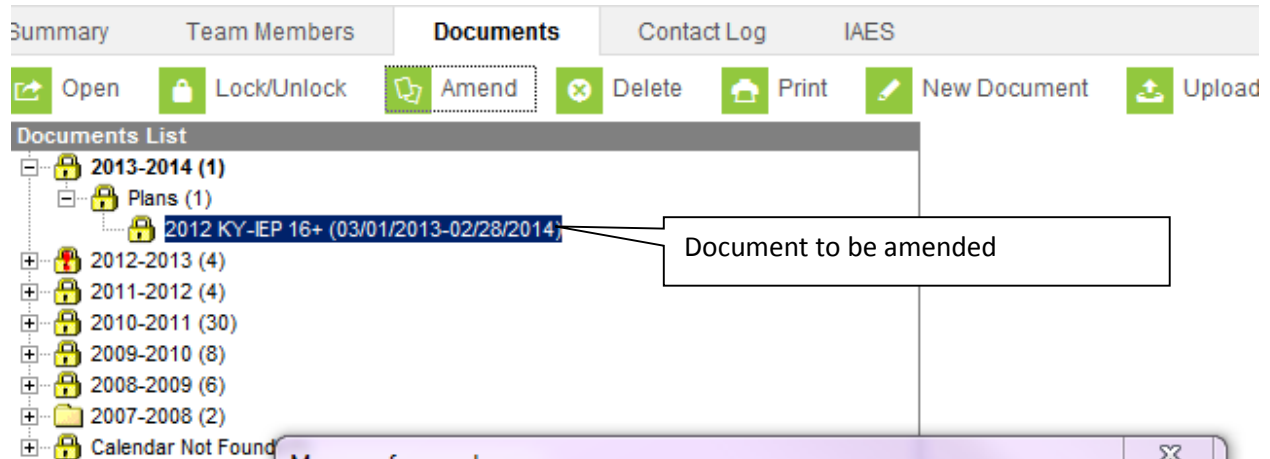 Summary Team Members Documents Contact Log IAES
Open Lock/Unlock Amend Delete Print New Document Upload
Documents List
2013-2014 (1)
Plans (1)
2012 KY-IEP 16+ (03/01/2013-02/28/2014)
Document to be amended
2012-2013 (4)
2011-2012 (4)
2010-2011 (30)
2009-2010 (8)
2008-2009 (6)
2007-2008 (2)
Calendar Not Found